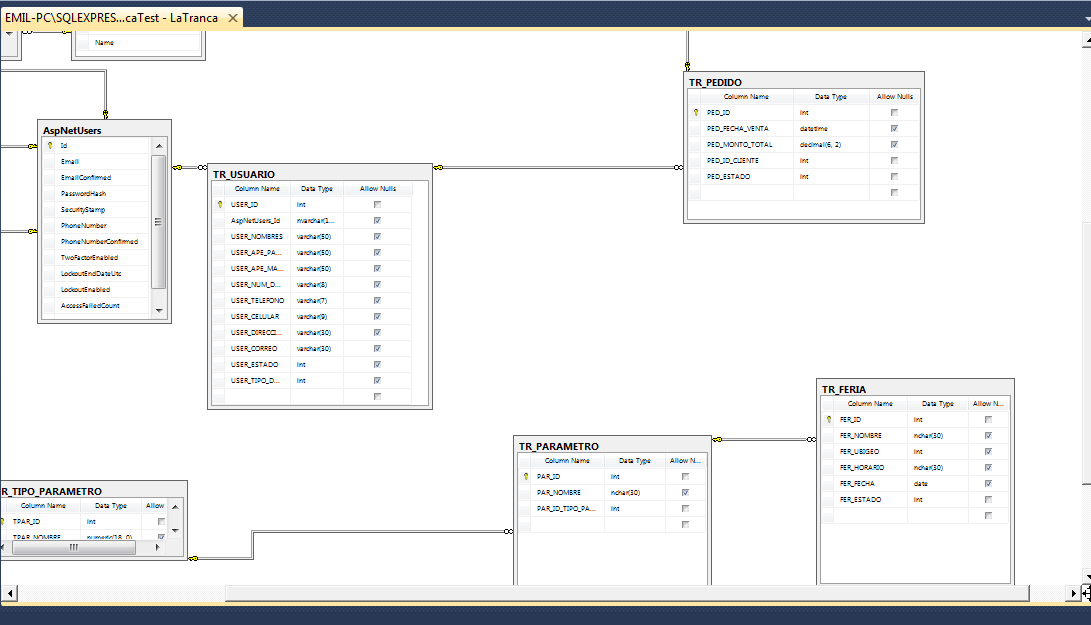 EMIL-PC\SQLEXPRES...caTest - LaTranca
Name
AspNetUsers
Id
Email
EmailConfirmed
PasswordHash
SecurityStamp
PhoneNumber
PhoneNumberConfirmed
TwoFactorEnabled
LockoutEndDateUtc
LockoutEnabled
AccessFailedCount
TR_USUARIO
Column Name Data Type Allow Nulls
USER_ID int
AspNetUsers_Id nvarchar(1...
USER_NOMBRES varchar(50)
USER_APE_PA... varchar(50)
USER_APE_MA... varchar(50)
USER_NUM_D... varchar(8)
USER_TELEFONO varchar(7)
USER_CELULAR varchar(9)
USER_DIRECCI... varchar(30)
USER_CORREO varchar(30)
USER_ESTADO int
USER_TIPO_D... int
TR_PEDIDO
Column Name Data Type Allow Nulls
PED_ID int
PED_FECHA_VENTA datetime
PED_MONTO_TOTAL decimal(6, 2)
PED_ID_CLIENTE int
PED_ESTADO int
TR_FERIA
Column Name Data Type Allow N...
FER_ID int
FER_NOMBRE nchar(30)
FER_UBIGEO int
FER_HORARIO nchar(30)
FER_FECHA date
FER_ESTADO int
TR_PARAMETRO
Column Name Data Type Allow N...
PAR_ID int
PAR_NOMBRE nchar(30)
PAR_ID_TIPO_PA... int
R_TIPO_PARAMETRO
Column Name Data Type Allow
TPAR_ID int
TPAR_NOMBRE numeric(18, 0)